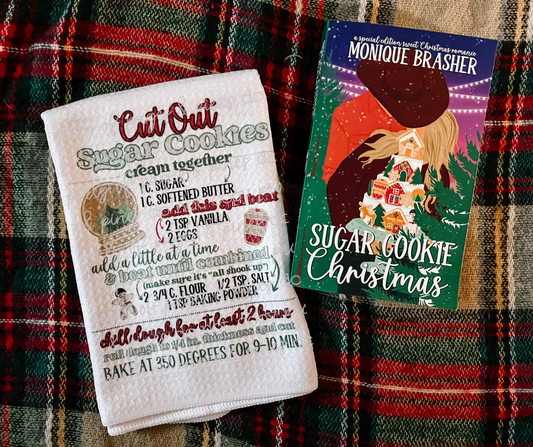 Cut Out
Sugar Cookies
cream together
1 C. SUGAR
1 C. SOFTENED BUTTER
add this and beat
2 TSP VANILLA
2 EGGS
add a little at a time
& beat until combined
(make sure it's "all shook up")
2 3/4 C. FLOUR 1/2 TSP. SALT
1 TSP BAKING POWDER
chill dough for at least 2 hours
roll dough to 1/4 in. thickness and cut
BAKE AT 350 DEGREES FOR 9-10 MIN.
a special edition sweet Christmas romance
MONIQUE BRASHER
SUGAR COOKIE
Christmas